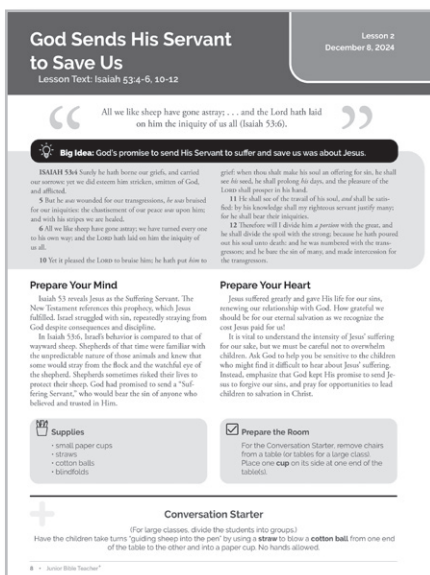 God Sends His Servant
to Save Us
Lesson Text: Isaiah 53:4-6, 10-12
Lesson 2
December 8, 2024
All we like sheep have gone astray; . . . and the Lord hath laid
on him the iniquity of us all (Isaiah 53:6).
Big Idea: God's promise to send His Servant to suffer and save us was about Jesus.
ISAIAH 53:4 Surely he hath borne our griefs, and carried
our sorrows: yet we did esteem him stricken, smitten of God,
and afflicted.
5 But he was wounded for our transgressions, he was bruised
for our iniquities: the chastisement of our peace was upon him;
and with his stripes we are healed.
6 All we like sheep have gone astray; we have turned every one
to his own way; and the LORD hath laid on him the iniquity of
us all.
10 Yet it pleased the LORD to bruise him; he hath put him to
grief: when thou shalt make his soul an offering for sin, he shall
see his seed, he shall prolong his days, and the pleasure of the
LORD shall prosper in his hand.
11 He shall see of the travail of his soul, and shall be satis-
fied: by his knowledge shall my righteous servant justify many;
for he shall bear their iniquities.
12 Therefore will I divide him a portion with the great, and
he shall divide the spoil with the strong; because he hath poured
out his soul unto death: and he was numbered with the trans-
gressors; and he bare the sin of many, and made intercession for
the transgressors.
Prepare Your Mind
Isaiah 53 reveals Jesus as the Suffering Servant. The
New Testament references this prophecy, which Jesus
fulfilled. Israel struggled with sin, repeatedly straying from
God despite consequences and discipline.
In Isaiah 53:6, Israel's behavior is compared to that of
wayward sheep. Shepherds of that time were familiar with
the unpredictable nature of those animals and knew that
some would stray from the flock and the watchful eye of
the shepherd. Shepherds sometimes risked their lives to
protect their sheep. God had promised to send a "Suf-
fering Servant," who would bear the sin of anyone who
believed and trusted in Him.
Prepare Your Heart
Jesus suffered greatly and gave His life for our sins,
renewing our relationship with God. How grateful we
should be for our eternal salvation as we recognize the
cost Jesus paid for us!
It is vital to understand the intensity of Jesus' suffering
for our sake, but we must be careful not to overwhelm
children. Ask God to help you be sensitive to the children
who might find it difficult to hear about Jesus' suffering.
Instead, emphasize that God kept His promise to send Je-
sus to forgive our sins, and pray for opportunities to lead
children to salvation in Christ.
Supplies
• small paper cups
• straws
• cotton balls
• blindfolds
Prepare the Room
For the Conversation Starter, remove chairs
from a table (or tables for a large class).
Place one cup on its side at one end of the
table(s).
Conversation Starter
(For large classes, divide the students into groups.)
Have the children take turns "guiding sheep into the pen" by using a straw to blow a cotton ball from one end
of the table to the other and into a paper cup. No hands allowed.
8 • Junior Bible Teacher™